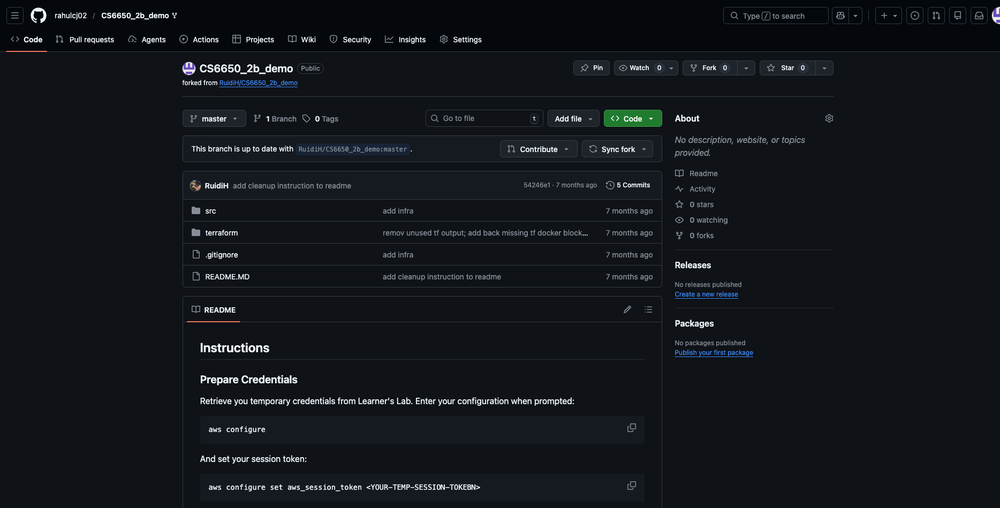 rahulcj02 / CS6650_2b_demo
Type / to search
Code Pull requests Agents Actions Projects Wiki Security Insights Settings
CS6650_2b_demo Public
Pin Watch 0 Fork 0 Star 0
forked from RuidiH/CS6650_2b_demo
master 1 Branch 0 Tags Go to file t Add file Code
This branch is up to date with RuidiH/CS6650_2b_demo:master .
Contribute Sync fork
RuidiH add cleanup instruction to readme 54246e1 · 7 months ago 5 Commits
src add infra 7 months ago
terraform remov unused tf output; add back missing tf docker block... 7 months ago
.gitignore add infra 7 months ago
README.MD add cleanup instruction to readme 7 months ago
README
Instructions
Prepare Credentials
Retrieve you temporary credentials from Learner's Lab. Enter your configuration when prompted:
aws configure
And set your session token:
aws configure set aws_session_token <YOUR-TEMP-SESSION-TOKEBN>
About
No description, website, or topics
provided.
Readme
Activity
0 stars
0 watching
0 forks
Releases
No releases published
Create a new release
Packages
No packages published
Publish your first package